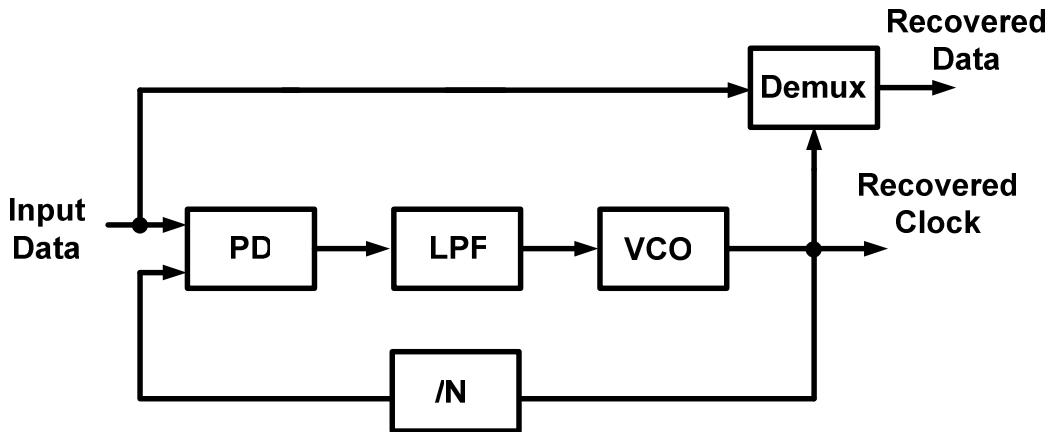 Recovered
Data
Demux
Input
Data
PD
LPF
VCO
Recovered
Clock
/N